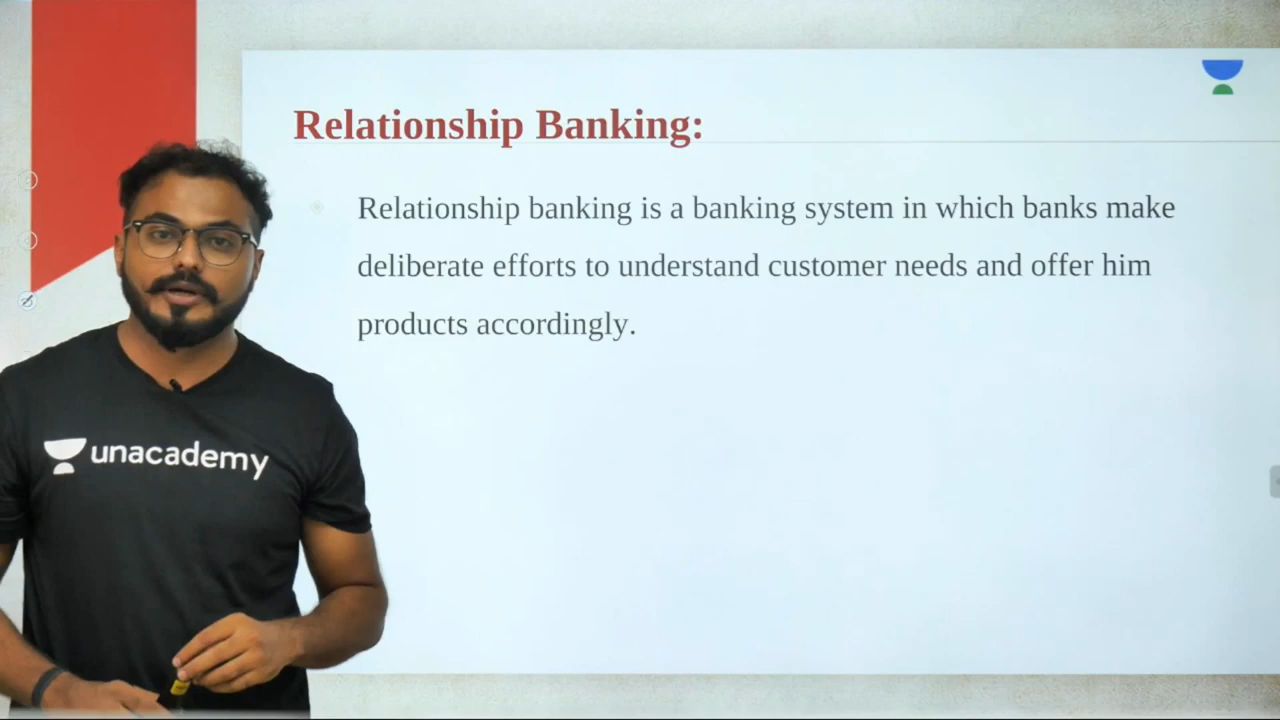 Relationship Banking:
Relationship banking is a banking system in which banks make
deliberate efforts to understand customer needs and offer him
products accordingly.
unacademy